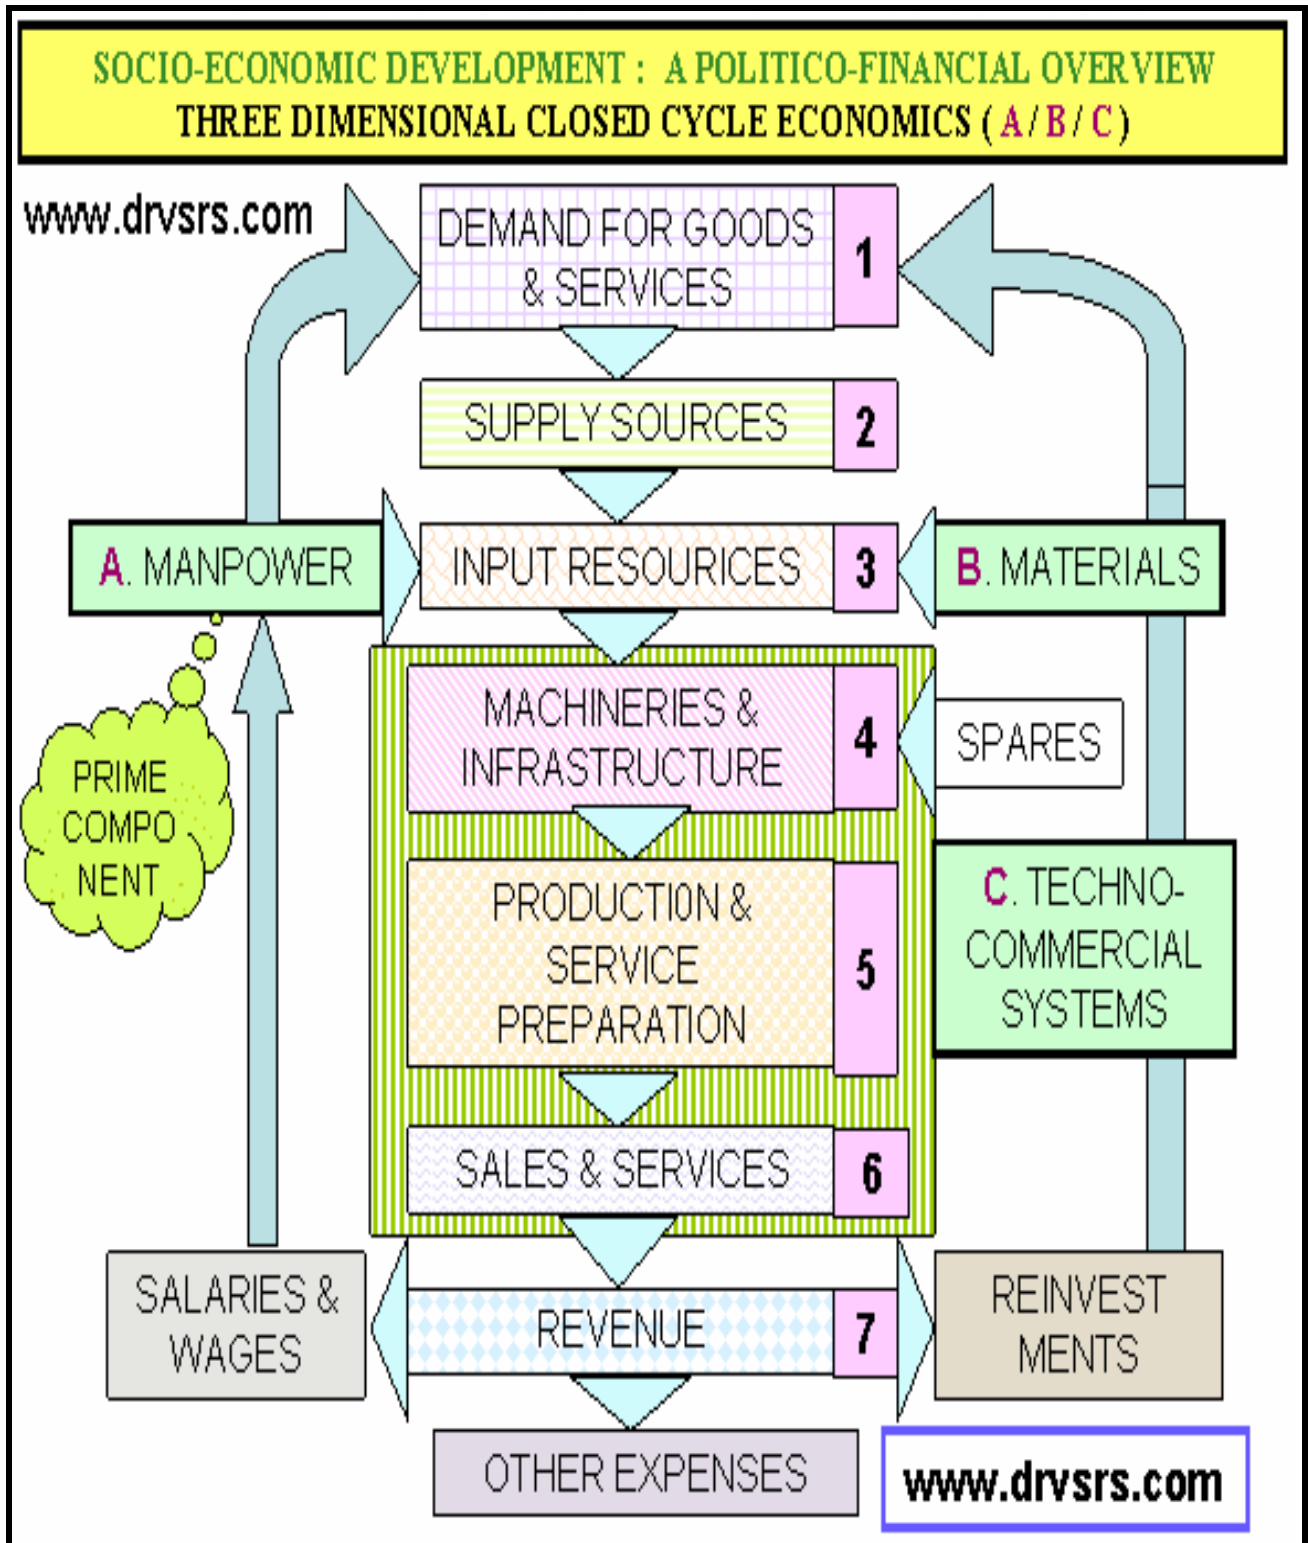 SOCIO-ECONOMIC DEVELOPMENT : A POLITICO-FINANCIAL OVERVIEW
THREE DIMENSIONAL CLOSED CYCLE ECONOMICS ( A / B / C )
www.drvsrs.com
DEMAND FOR GOODS
& SERVICES
1
SUPPLY SOURCES
2
A. MANPOWER
INPUT RESOURICES
3
B. MATERIALS
MACHINERIES &
INFRASTRUCTURE
4
SPARES
PRIME
COMPO
NENT
PRODUCTI0N &
SERVICE
PREPARATION
5
C. TECHNO-
COMMERCIAL
SYSTEMS
SALES & SERVICES
6
SALARIES &
WAGES
REVENUE
7
REINVEST
MENTS
OTHER EXPENSES
www.drvsrs.com